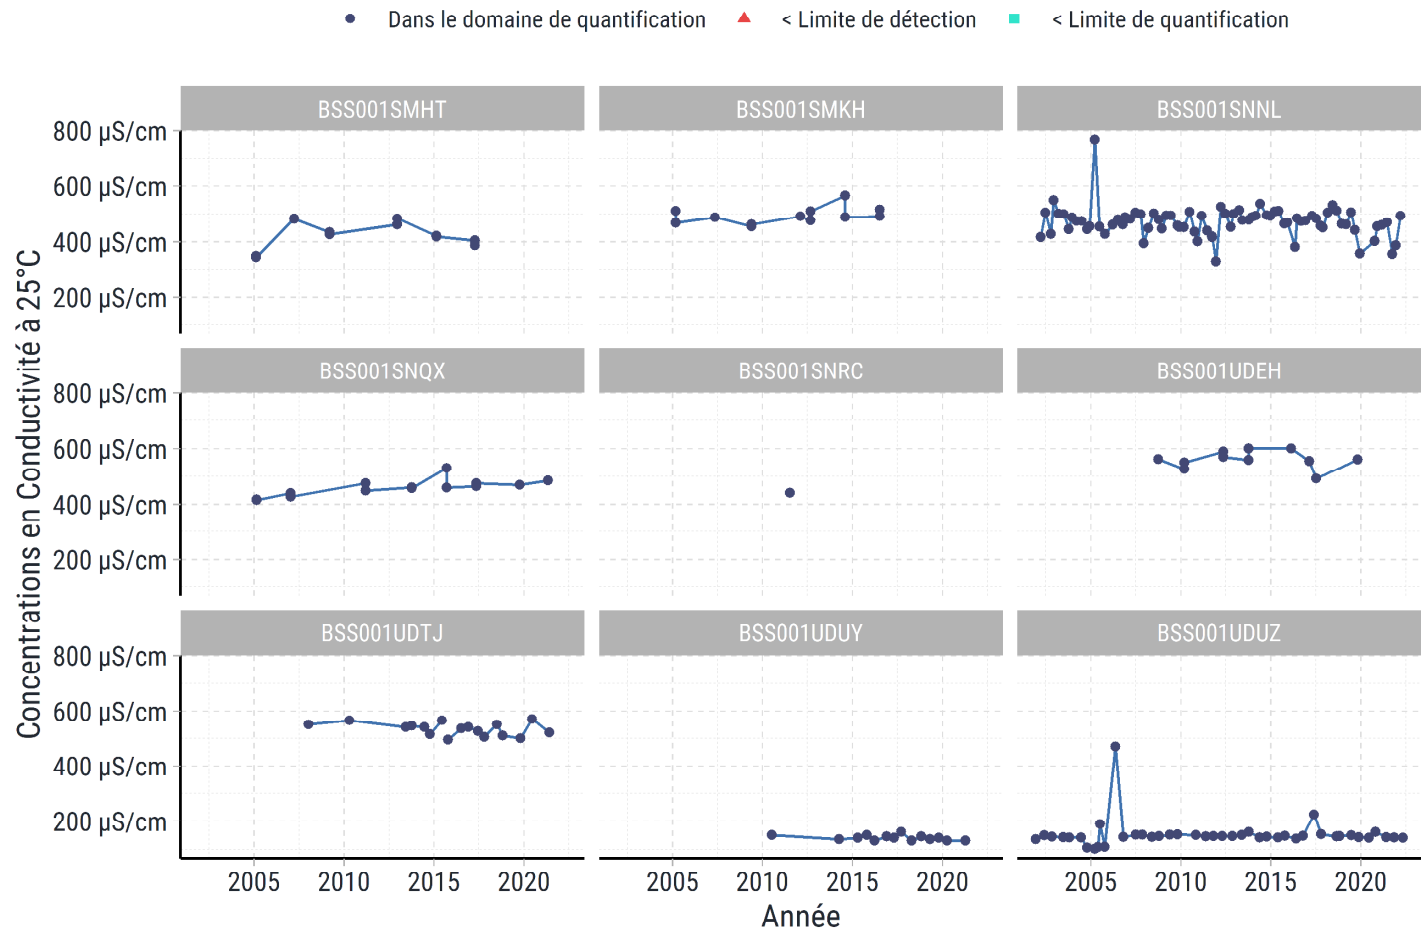 Dans le domaine de quantification < Limite de détection < Limite de quantification
BSS001SMHT BSS001SMKH BSS001SNNL
800 µS/cm
600 µS/cm
400 µS/cm
200 µS/cm
BSS001SNQX BSS001SNRC BSS001UDEH
800 µS/cm
600 µS/cm
400 µS/cm
200 µS/cm
BSS001UDTJ BSS001UDUY BSS001UDUZ
800 µS/cm
600 µS/cm
400 µS/cm
200 µS/cm
Concentrations en Conductivité à 25°C
2005 2010 2015 2020 2005 2010 2015 2020 2005 2010 2015 2020
Année